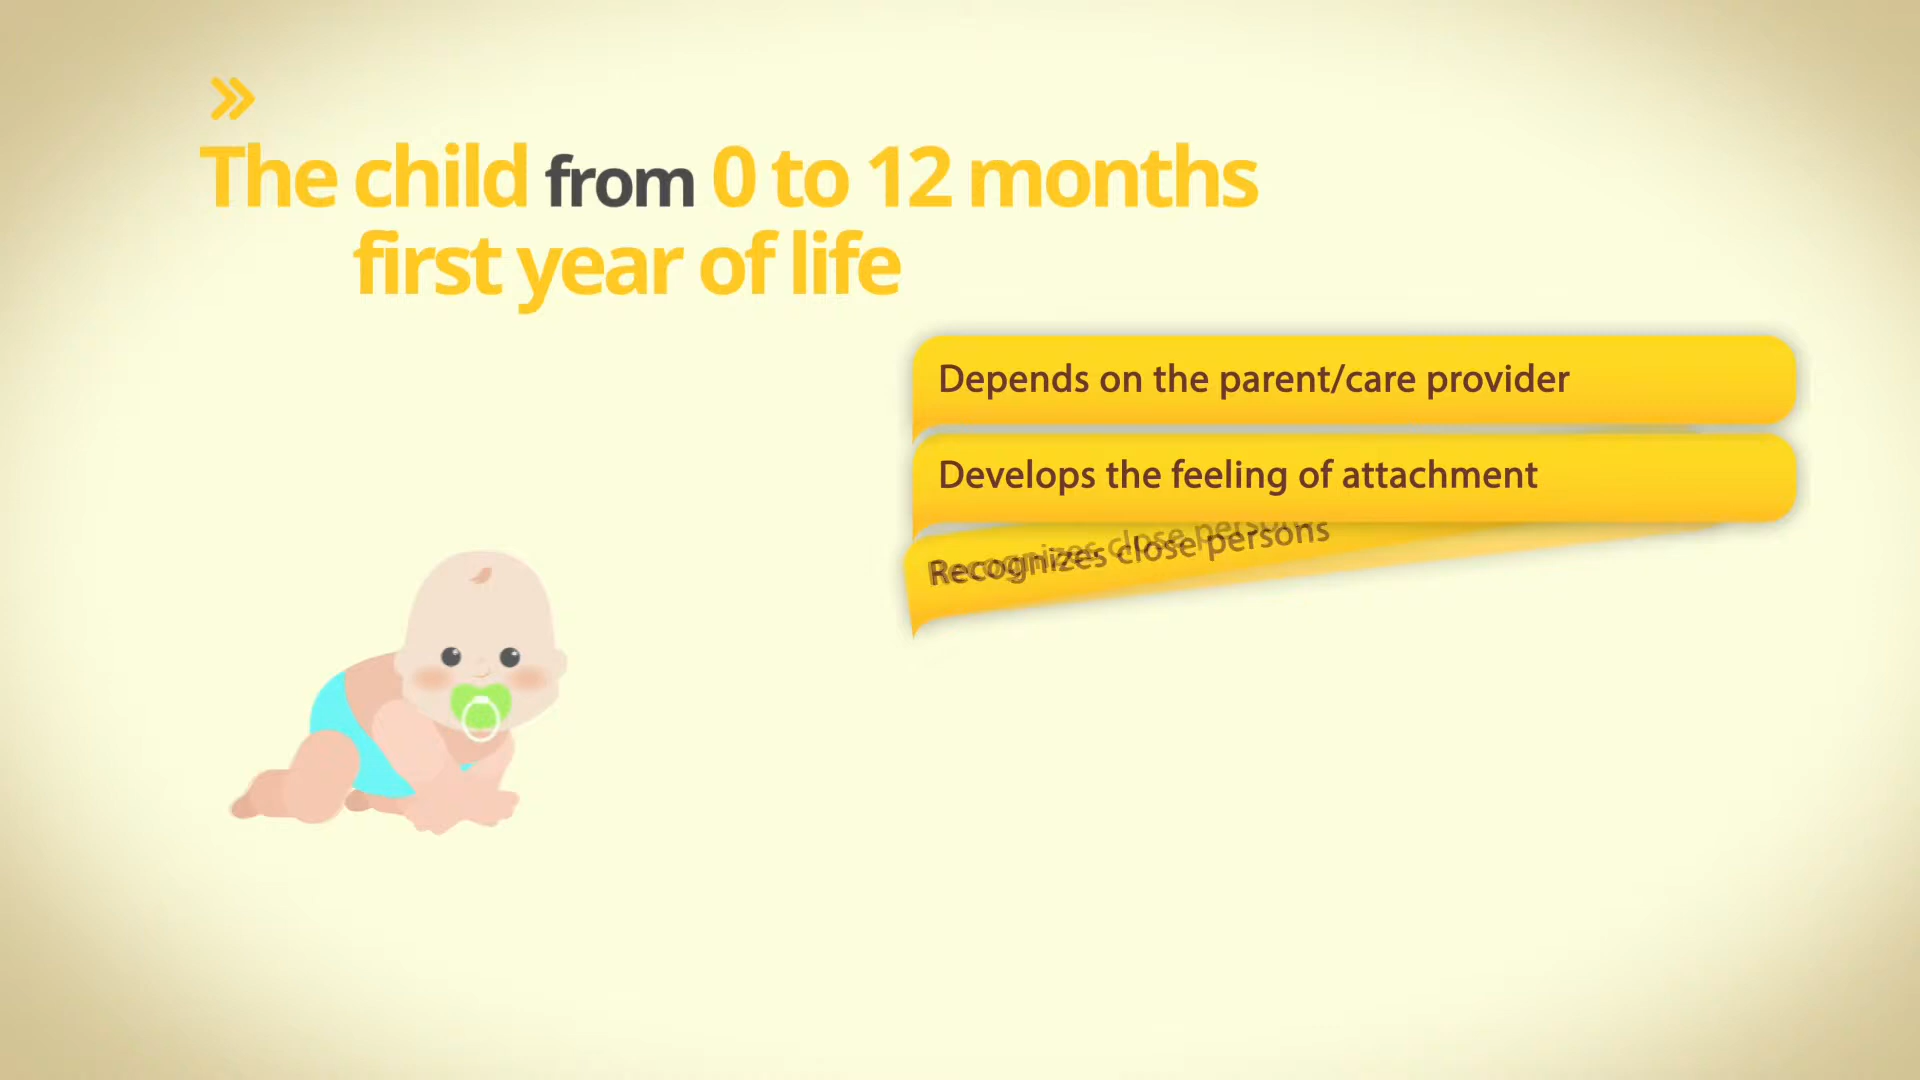 The child from 0 to 12 months
first year of life
Depends on the parent/care provider
Develops the feeling of attachment
Recognizes close persons